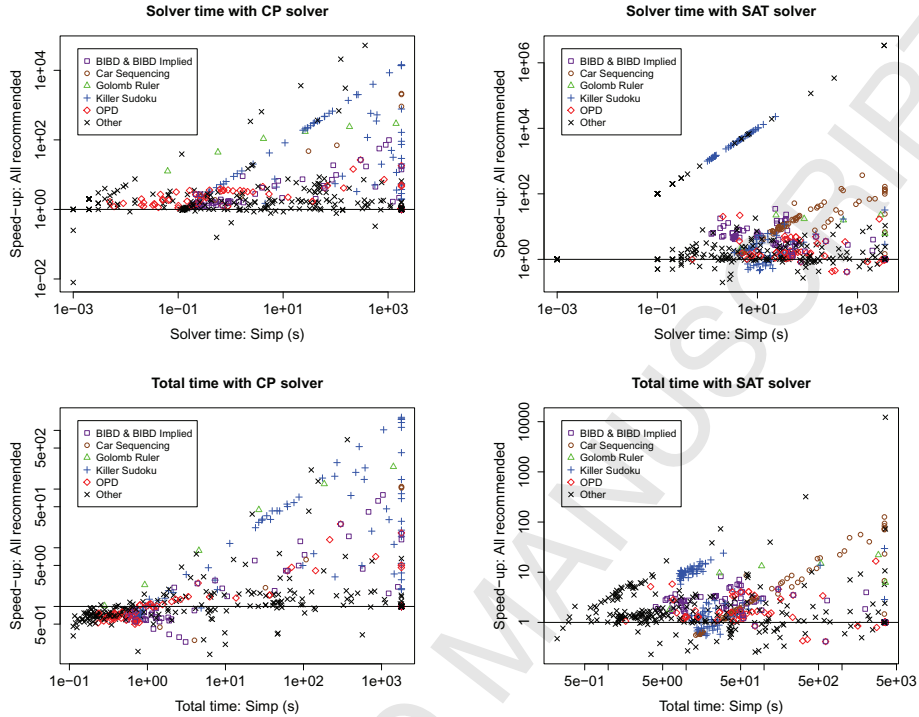 Solver time with CP solver
Speed−up: All recommended
1e−02
1e+00
1e+02
1e+04
BIBD & BIBD Implied
Car Sequencing
Golomb Ruler
Killer Sudoku
OPD
Other
1e−03
1e−01
1e+01
1e+03
Solver time: Simp (s)
Solver time with SAT solver
Speed−up: All recommended
1e+00
1e+02
1e+04
1e+06
BIBD & BIBD Implied
Car Sequencing
Golomb Ruler
Killer Sudoku
OPD
Other
1e−03
1e−01
1e+01
1e+03
Solver time: Simp (s)
Total time with CP solver
Speed−up: All recommended
5e−01
5e+00
5e+01
5e+01
5e+02
BIBD & BIBD Implied
Car Sequencing
Golomb Ruler
Killer Sudoku
OPD
Other
1e−01
1e+00
1e+01
1e+02
1e+03
Total time: Simp (s)
Total time with SAT solver
Speed−up: All recommended
1
10
100
1000
10000
BIBD & BIBD Implied
Car Sequencing
Golomb Ruler
Killer Sudoku
OPD
Other
5e−01
5e+00
5e+01
5e+02
5e+03
Total time: Simp (s)
D MANUSCRIPT